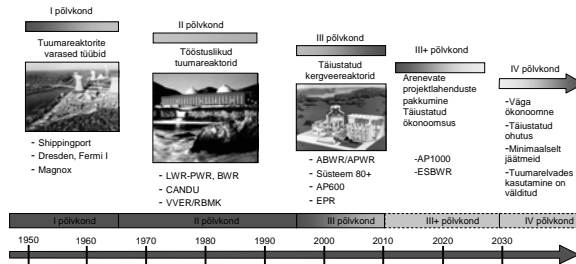 I põlvkond
Tuumareaktorite
varased tüübid
- Shippingport
- Dresden, Fermi I
- Magnox
II põlvkond
Tööstuslikud
tuumareaktorid
- LWR-PWR, BWR
- CANDU
- VVER/RBMK
III põlvkond
Täiustatud
kergveereaktorid
- ABWR/APWR
- Süsteem 80+
- AP600
- EPR
III+ põlvkond
Arenevate
projektlahenduste
pakkumine
Täiustatud
ökonoomsus
-AP1000
-ESBWR
IV põlvkond
-Väga
ökonoomne
-Täiustatud
ohutus
-Minimaalselt
jäätmeid
-Tuumarelvades
kasutamine on
välditud
I põlvkond
II põlvkond
III põlvkond
III+ põlvkond
IV põlvkond
1950
1960
1970
1980
1990
2000
2010
2020
2030